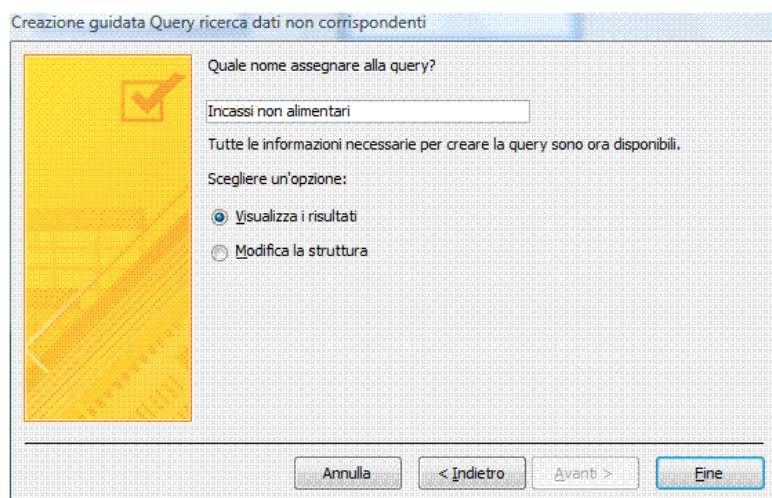 Creazione guidata Query ricerca dati non corrispondenti
Quale nome assegnare alla query?
Incassi non alimentari
Tutte le informazioni necessarie per creare la query sono ora disponibili.
Scegliere un'opzione:
Visualizza i risultati
Modifica la struttura
Annulla
< Indietro
Avanti >
Fine